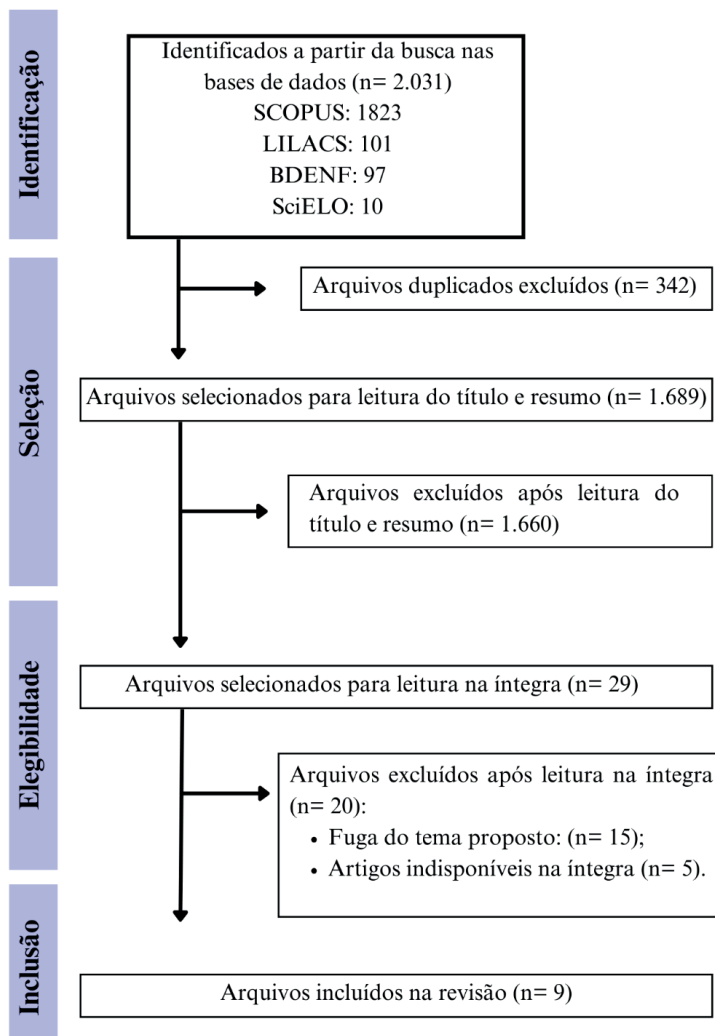 Identificação
Identificados a partir da busca nas
bases de dados (n= 2.031)
SCOPUS: 1823
LILACS: 101
BDENF: 97
SciELO: 10
Seleção
Arquivos duplicados excluídos (n= 342)
Arquivos selecionados para leitura do título e resumo (n= 1.689)
Arquivos excluídos após leitura do
título e resumo (n= 1.660)
Elegibilidade
Arquivos selecionados para leitura na íntegra (n= 29)
Arquivos excluídos após leitura na íntegra
(n= 20):
• Fuga do tema proposto: (n= 15);
• Artigos indisponíveis na íntegra (n= 5).
Inclusão
Arquivos incluídos na revisão (n= 9)